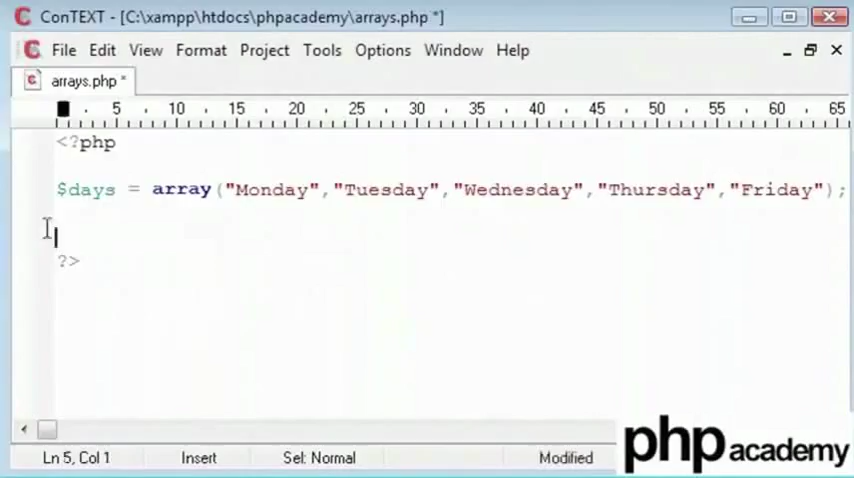 ConTEXT - [C:\xampp\htdocs\phpacademy\arrays.php *]
File Edit View Format Project Tools Options Window Help
arrays.php *
5 10 15 20 25 30 35 40 45 50 55 60 65
<?php
$days = array("Monday","Tuesday","Wednesday","Thursday","Friday");
?>
php academy
Ln 5, Col 1 Insert Sel: Normal Modified